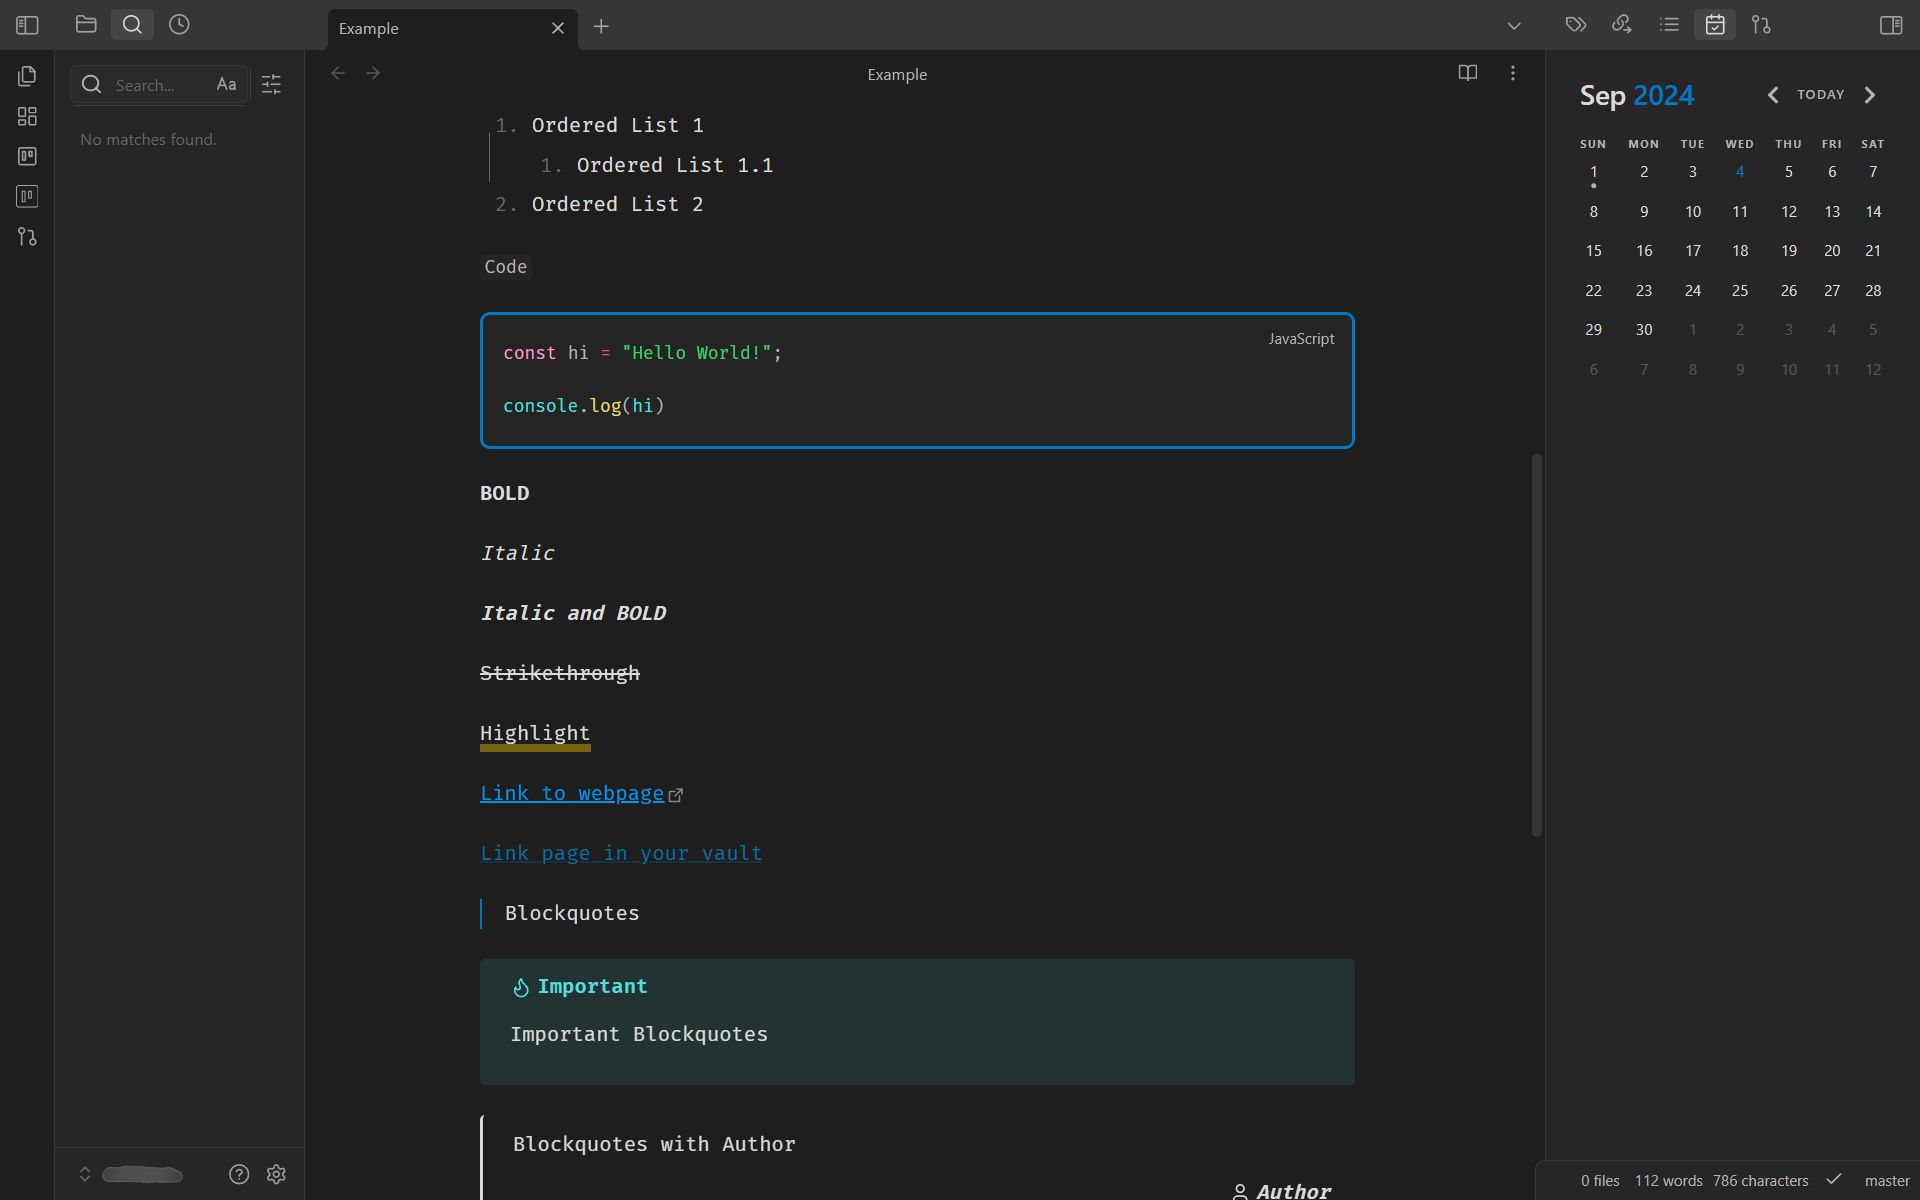 Example
Search...
Aa
No matches found.
Example
1. Ordered List 1
1. Ordered List 1.1
2. Ordered List 2
Code
JavaScript
const hi = "Hello World!";
console.log(hi)
BOLD
Italic
Italic and BOLD
Strikethrough
Highlight
Link to webpage
Link page in your vault
Blockquotes
Important
Important Blockquotes
Blockquotes with Author
Author
Sep 2024
TODAY
SUN MON TUE WED THU FRI SAT
1 2 3 4 5 6 7
8 9 10 11 12 13 14
15 16 17 18 19 20 21
22 23 24 25 26 27 28
29 30 1 2 3 4 5
6 7 8 9 10 11 12
0 files 112 words 786 characters master